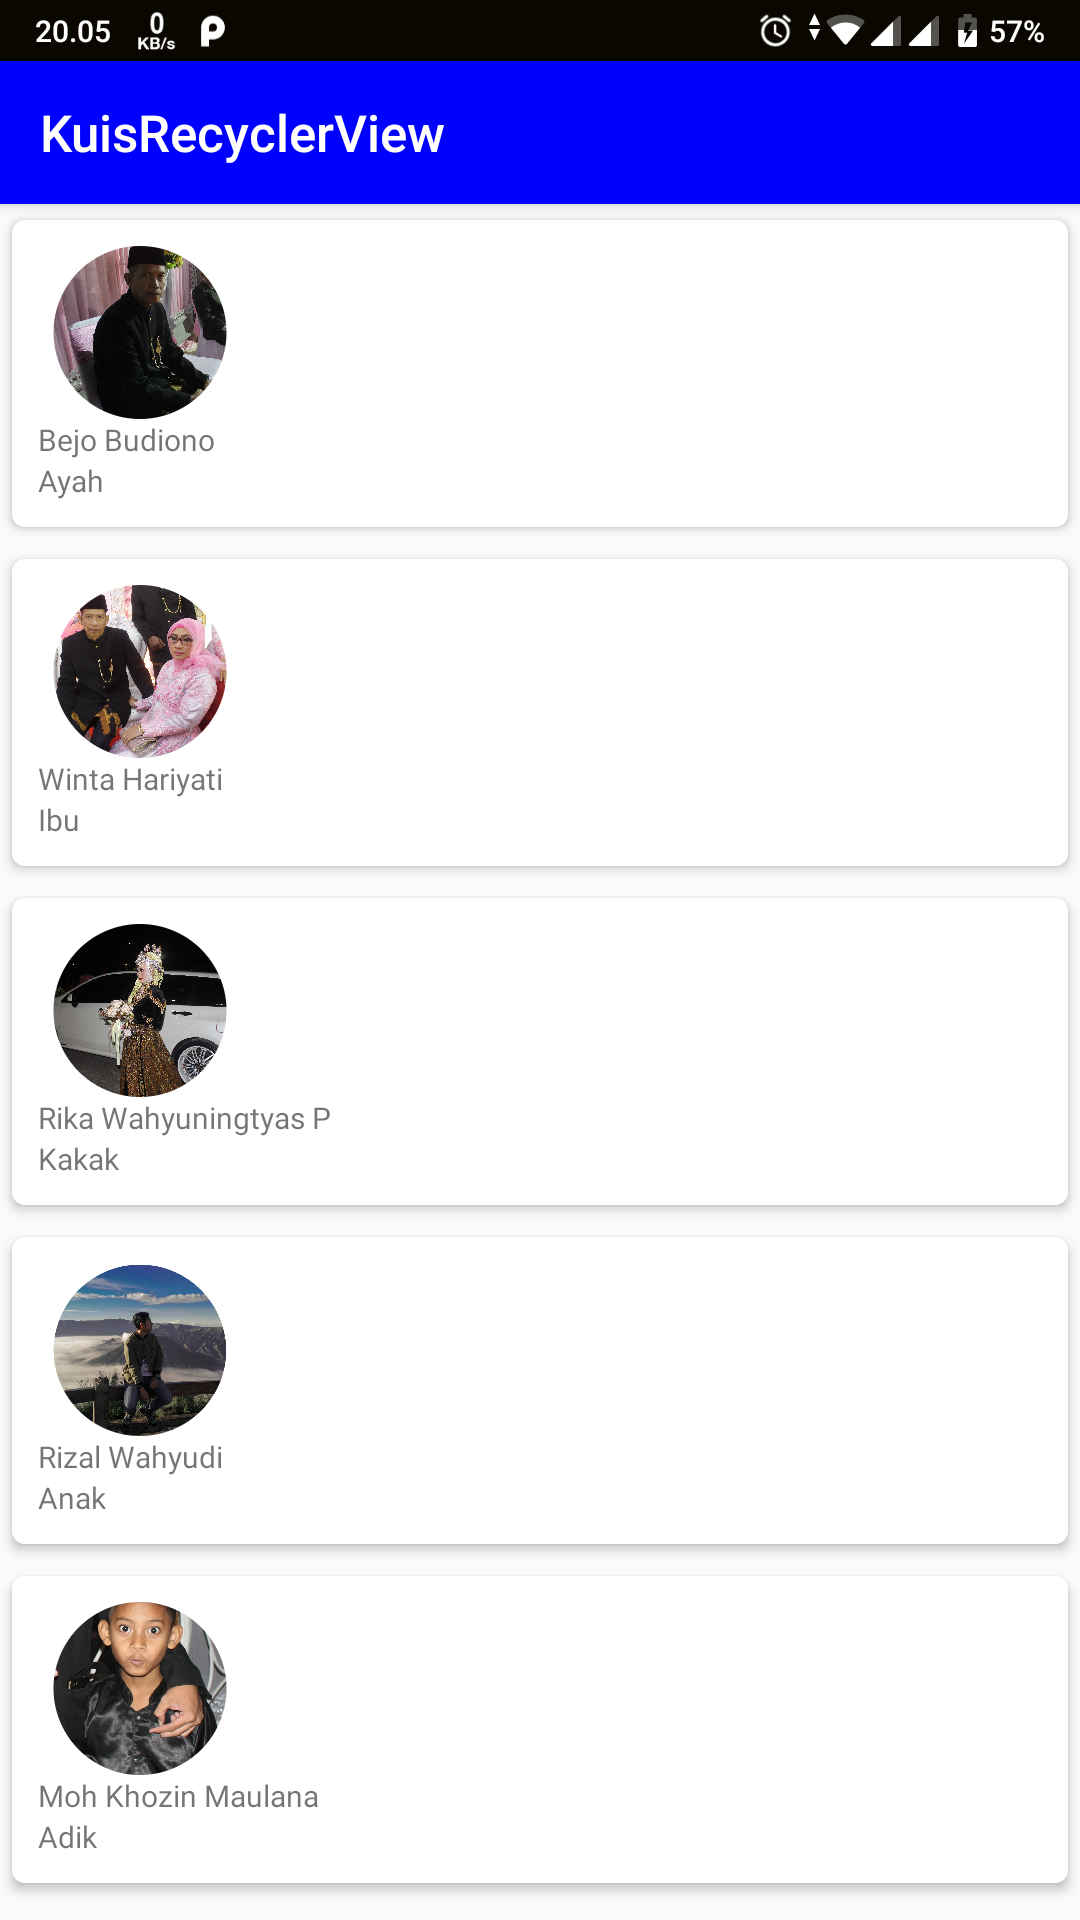 20.05 0 KB/s 57%
KuisRecyclerView
Bejo Budiono
Ayah
Winta Hariyati
Ibu
Rika Wahyuningtyas P
Kakak
Rizal Wahyudi
Anak
Moh Khozin Maulana
Adik